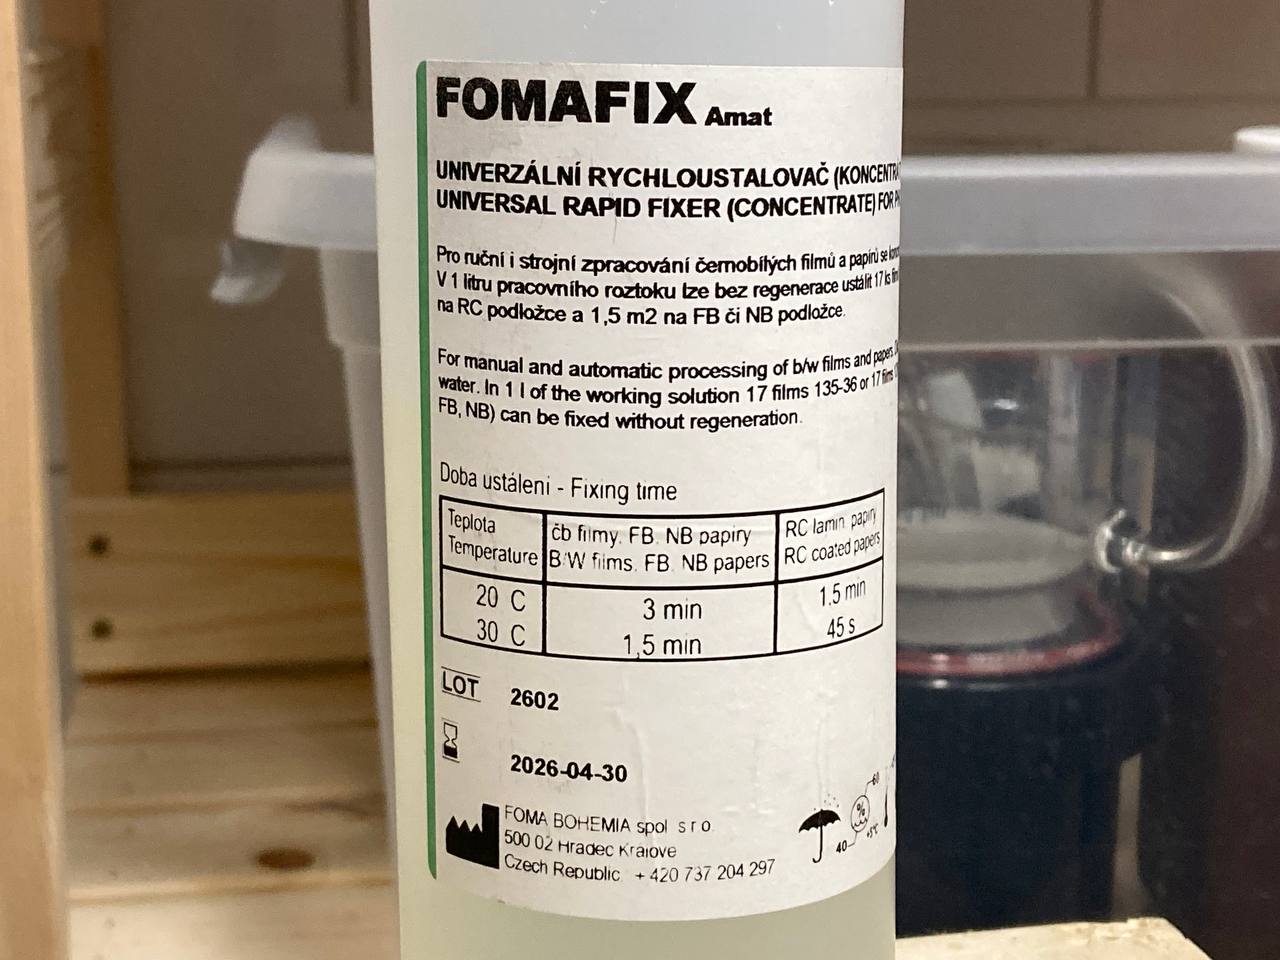 FOMAFIX Amat
UNIVERZÁLNÍ RYCHLOUSTALOVAČ (KONCENTRA
UNIVERSAL RAPID FIXER (CONCENTRATE) FOR
Pro ruční i strojní zpracování černobílých filmů a papírů se
V 1 litru pracovního roztoku lze bez regenerace ustálit 17 ks
na RC podložce a 1,5 m2 na FB či NB podložce.
For manual and automatic processing of b/w films and papers.
water. In 1 l of the working solution 17 films 135-36 or 17 films
FB, NB) can be fixed without regeneration.
Doba ustálení - Fixing time
Teplota
Temperature
čb filmy. FB. NB papíry
B/W films. FB. NB papers
RC lamin. papíry
RC coated papers
20 C
3 min
1.5 min
30 C
1,5 min
45 s
LOT 2602
2026-04-30
FOMA BOHEMIA spol s r o
500 02 Hradec Králové
Czech Republic + 420 737 204 297
%
60
40
+5°C